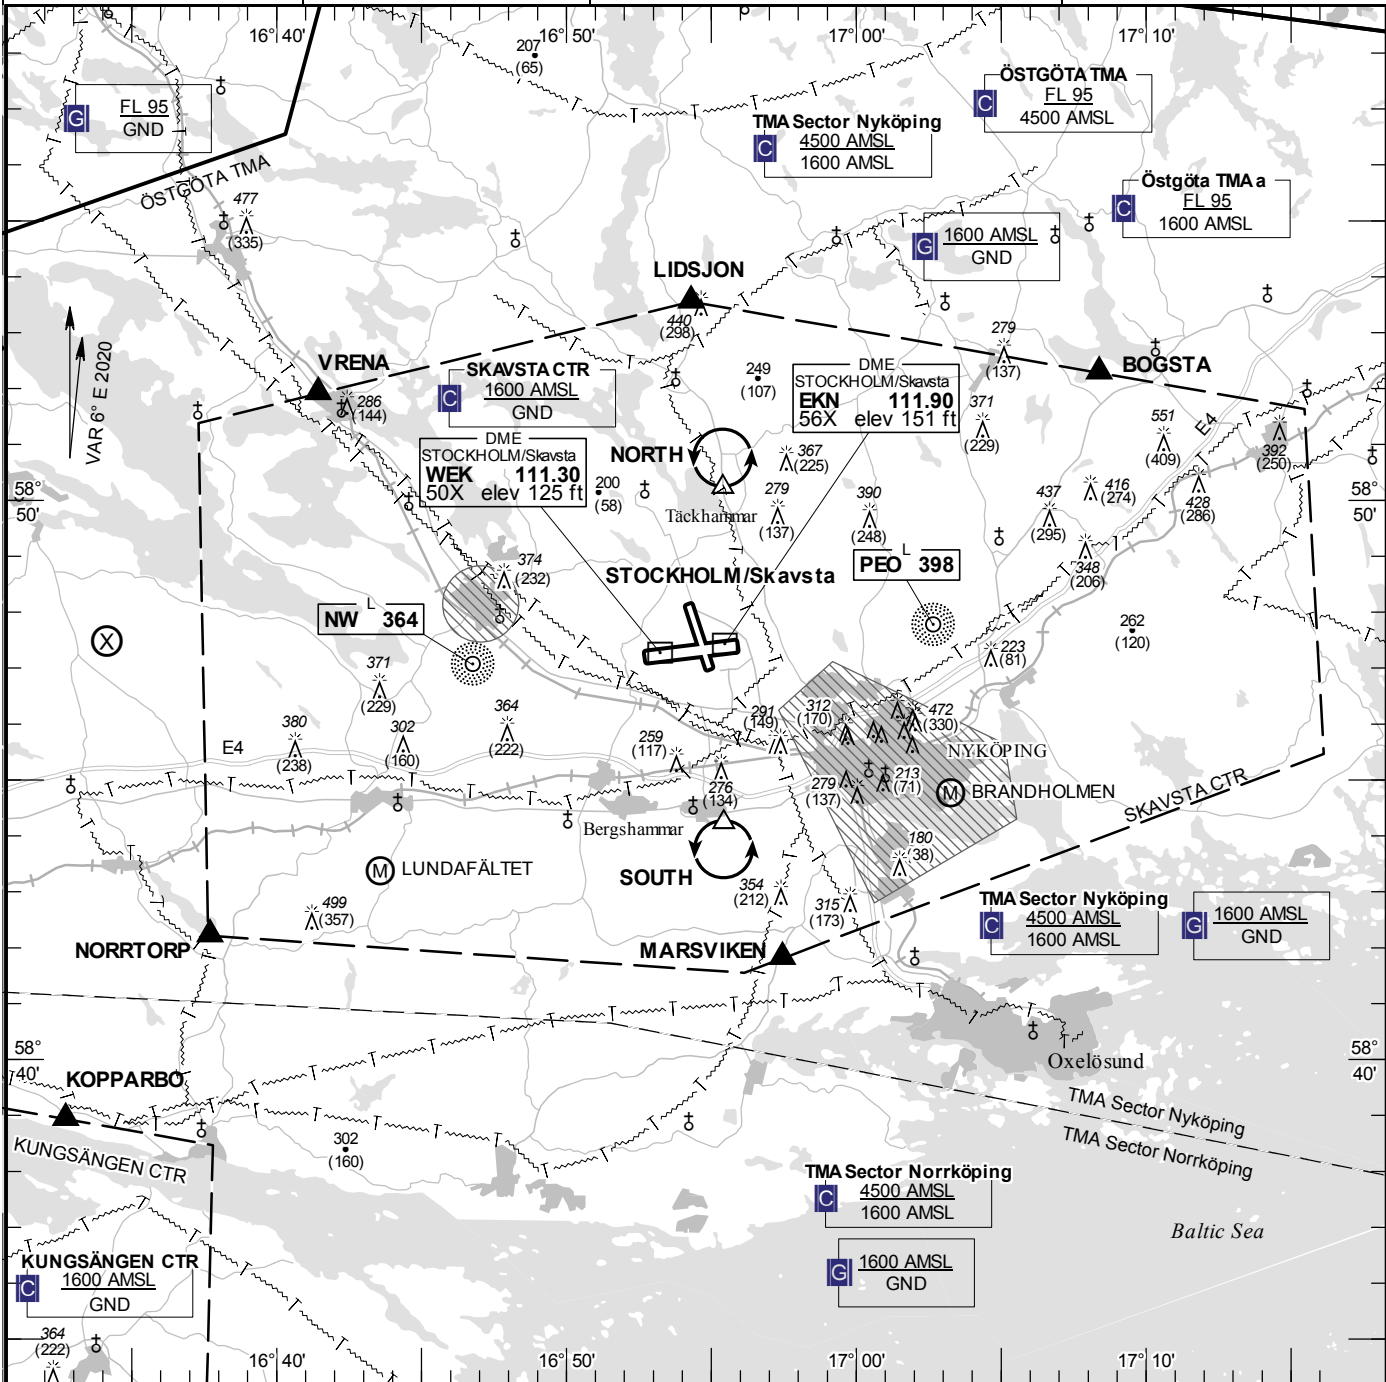 16°40'
16°50'
17°00'
17°10'
207
(65)
FL 95
G
GND
ÖSTGÖTA TMA
FL 95
C
4500 AMSL
TMA Sector Nyköping
4500 AMSL
C
1600 AMSL
ÖSTGÖTA TMA
Östgöta TMA a
FL 95
C
1600 AMSL
477
(335)
1600 AMSL
G
GND
LIDSJON
440
(298)
VAR 6° E 2020
VRENA
286
(144)
SKAVSTA CTR
1600 AMSL
C
GND
249
(107)
DME
STOCKHOLM/Skavsta
EKN 111.90
56X elev 151 ft
279
(137)
BOGSTA
371
(229)
551
(409)
E4
392
(250)
DME
STOCKHOLM/Skavsta
WEK 111.30
50X elev 125 ft
NORTH
367
(225)
200
(58)
Täckhammar
279
(137)
390
(248)
437
(295)
416
(274)
428
(286)
58°
50'
58°
50'
348
(206)
374
(232)
STOCKHOLM/Skavsta
L
PEO 398
L
NW 364
262
(120)
X
223
(81)
371
(229)
380
(238)
E4
302
(160)
364
(222)
259
(117)
291
(149)
312
(170)
472
(330)
NYKÖPING
276
(134)
279
(137)
213
(71)
M BRANDHOLMEN
SKAVSTA CTR
Bergshammar
180
(38)
M LUNDAFÄLTET
SOUTH
354
(212)
315
(173)
499
(357)
NORRTORP
MARSVIKEN
TMA Sector Nyköping
4500 AMSL
C
1600 AMSL
1600 AMSL
G
GND
58°
40'
58°
40'
Oxelösund
KOPPARBO
TMA Sector Nyköping
TMA Sector Norrköping
KUNGSÄNGEN CTR
302
(160)
TMA Sector Norrköping
4500 AMSL
C
1600 AMSL
Baltic Sea
KUNGSÄNGEN CTR
1600 AMSL
C
GND
1600 AMSL
G
GND
364
(222)
16°40'
16°50'
17°00'
17°10'